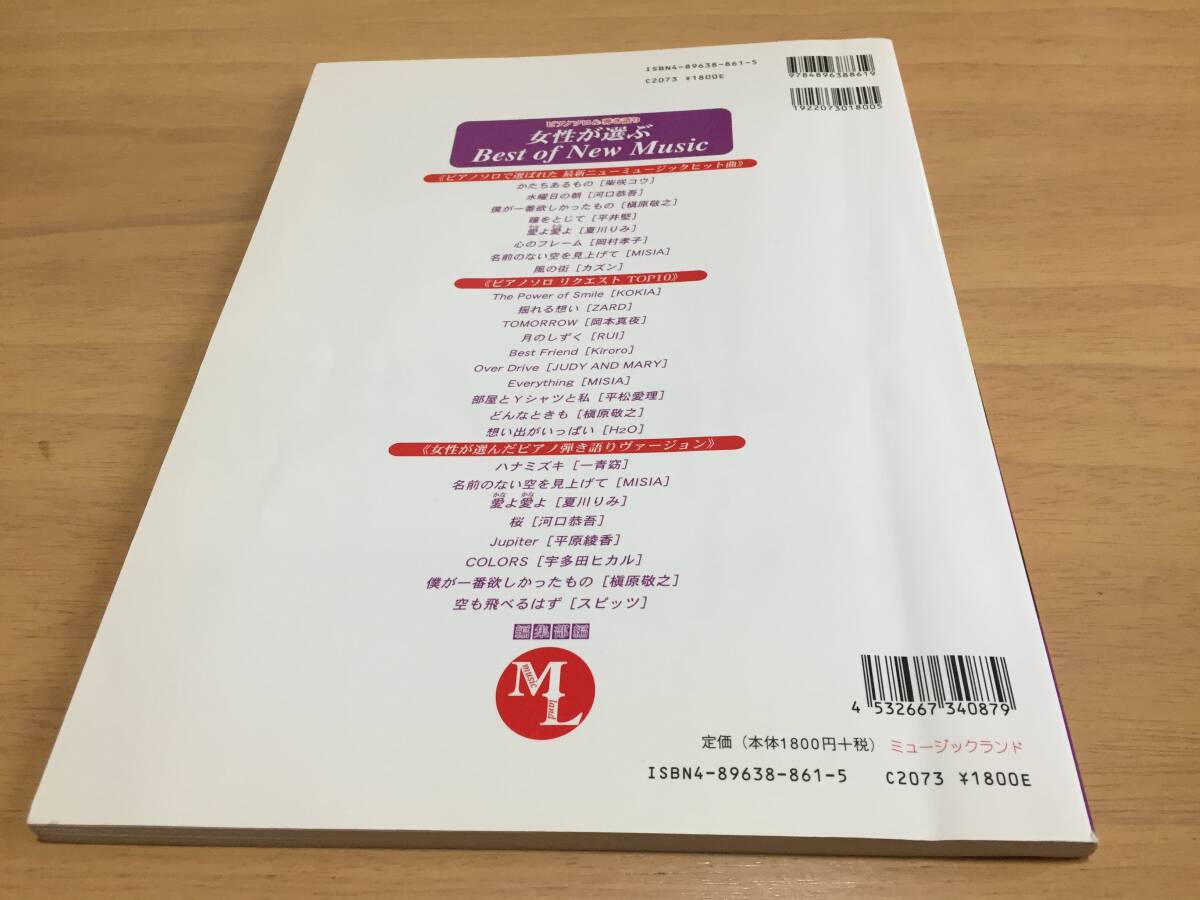 ISBN4-89638-861-5
C2073 ¥1800E
9784896388619
1922073018005
ピアノソロ&弾き語り
女性が選ぶ
Best of New Music
《ピアノソロで選ばれた 最新ニューミュージックヒット曲》
かたちあるもの [柴咲コウ]
水曜日の朝 [河口恭吾]
僕が一番欲しかったもの [槇原敬之]
瞳をとじて [平井堅]
愛よ愛よ [夏川りみ]
心のフレーム [岡村孝子]
名前のない空を見上げて [MISIA]
風の街 [カズン]
《ピアノソロ リクエスト TOP10》
The Power of Smile [KOKIA]
揺れる想い [ZARD]
TOMORROW [岡本真夜]
月のしずく [RUI]
Best Friend [Kiroro]
Over Drive [JUDY AND MARY]
Everything [MISIA]
部屋とYシャツと私 [平松愛理]
どんなときも [槇原敬之]
想い出がいっぱい [H2O]
《女性が選んだピアノ弾き語りヴァージョン》
ハナミズキ [一青窈]
名前のない空を見上げて [MISIA]
かな かな
愛よ愛よ [夏川りみ]
桜 [河口恭吾]
Jupiter [平原綾香]
COLORS [宇多田ヒカル]
僕が一番欲しかったもの [槇原敬之]
空も飛べるはず [スピッツ]
編集部編
M music
L land
4 532667 340879
定価(本体1800円+税) ミュージックランド
ISBN4-89638-861-5 C2073 ¥1800E